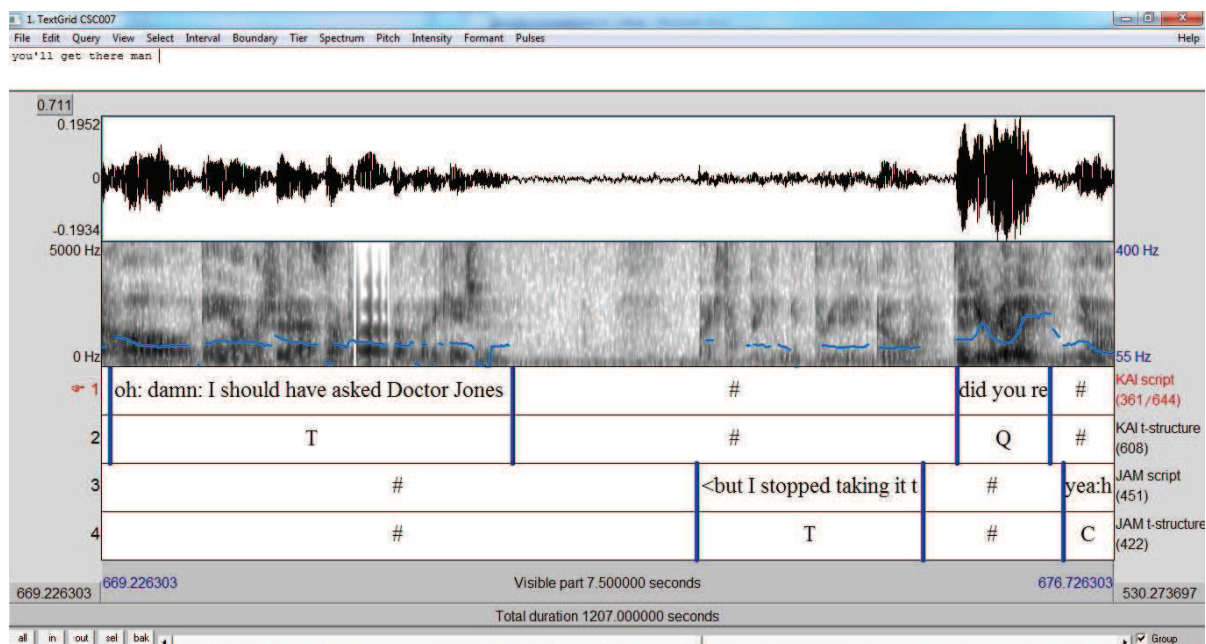 1. TextGrid CSC007
File Edit Query View Select Interval Boundary Tier Spectrum Pitch Intensity Formant Pulses Help
you'll get there man
0.711
0.1952
0
-0.1934
5000 Hz
400 Hz
0 Hz
55 Hz
1 oh: damn: I should have asked Doctor Jones # did you re # KAI script (361/644)
2 T # Q # KAI t-structure (608)
3 # <but I stopped taking it t # yea:h JAM script (451)
4 # T # C JAM t-structure (422)
669.226303 669.226303 Visible part 7.500000 seconds 676.726303 530.273697
Total duration 1207.000000 seconds
all in out sel bak Group